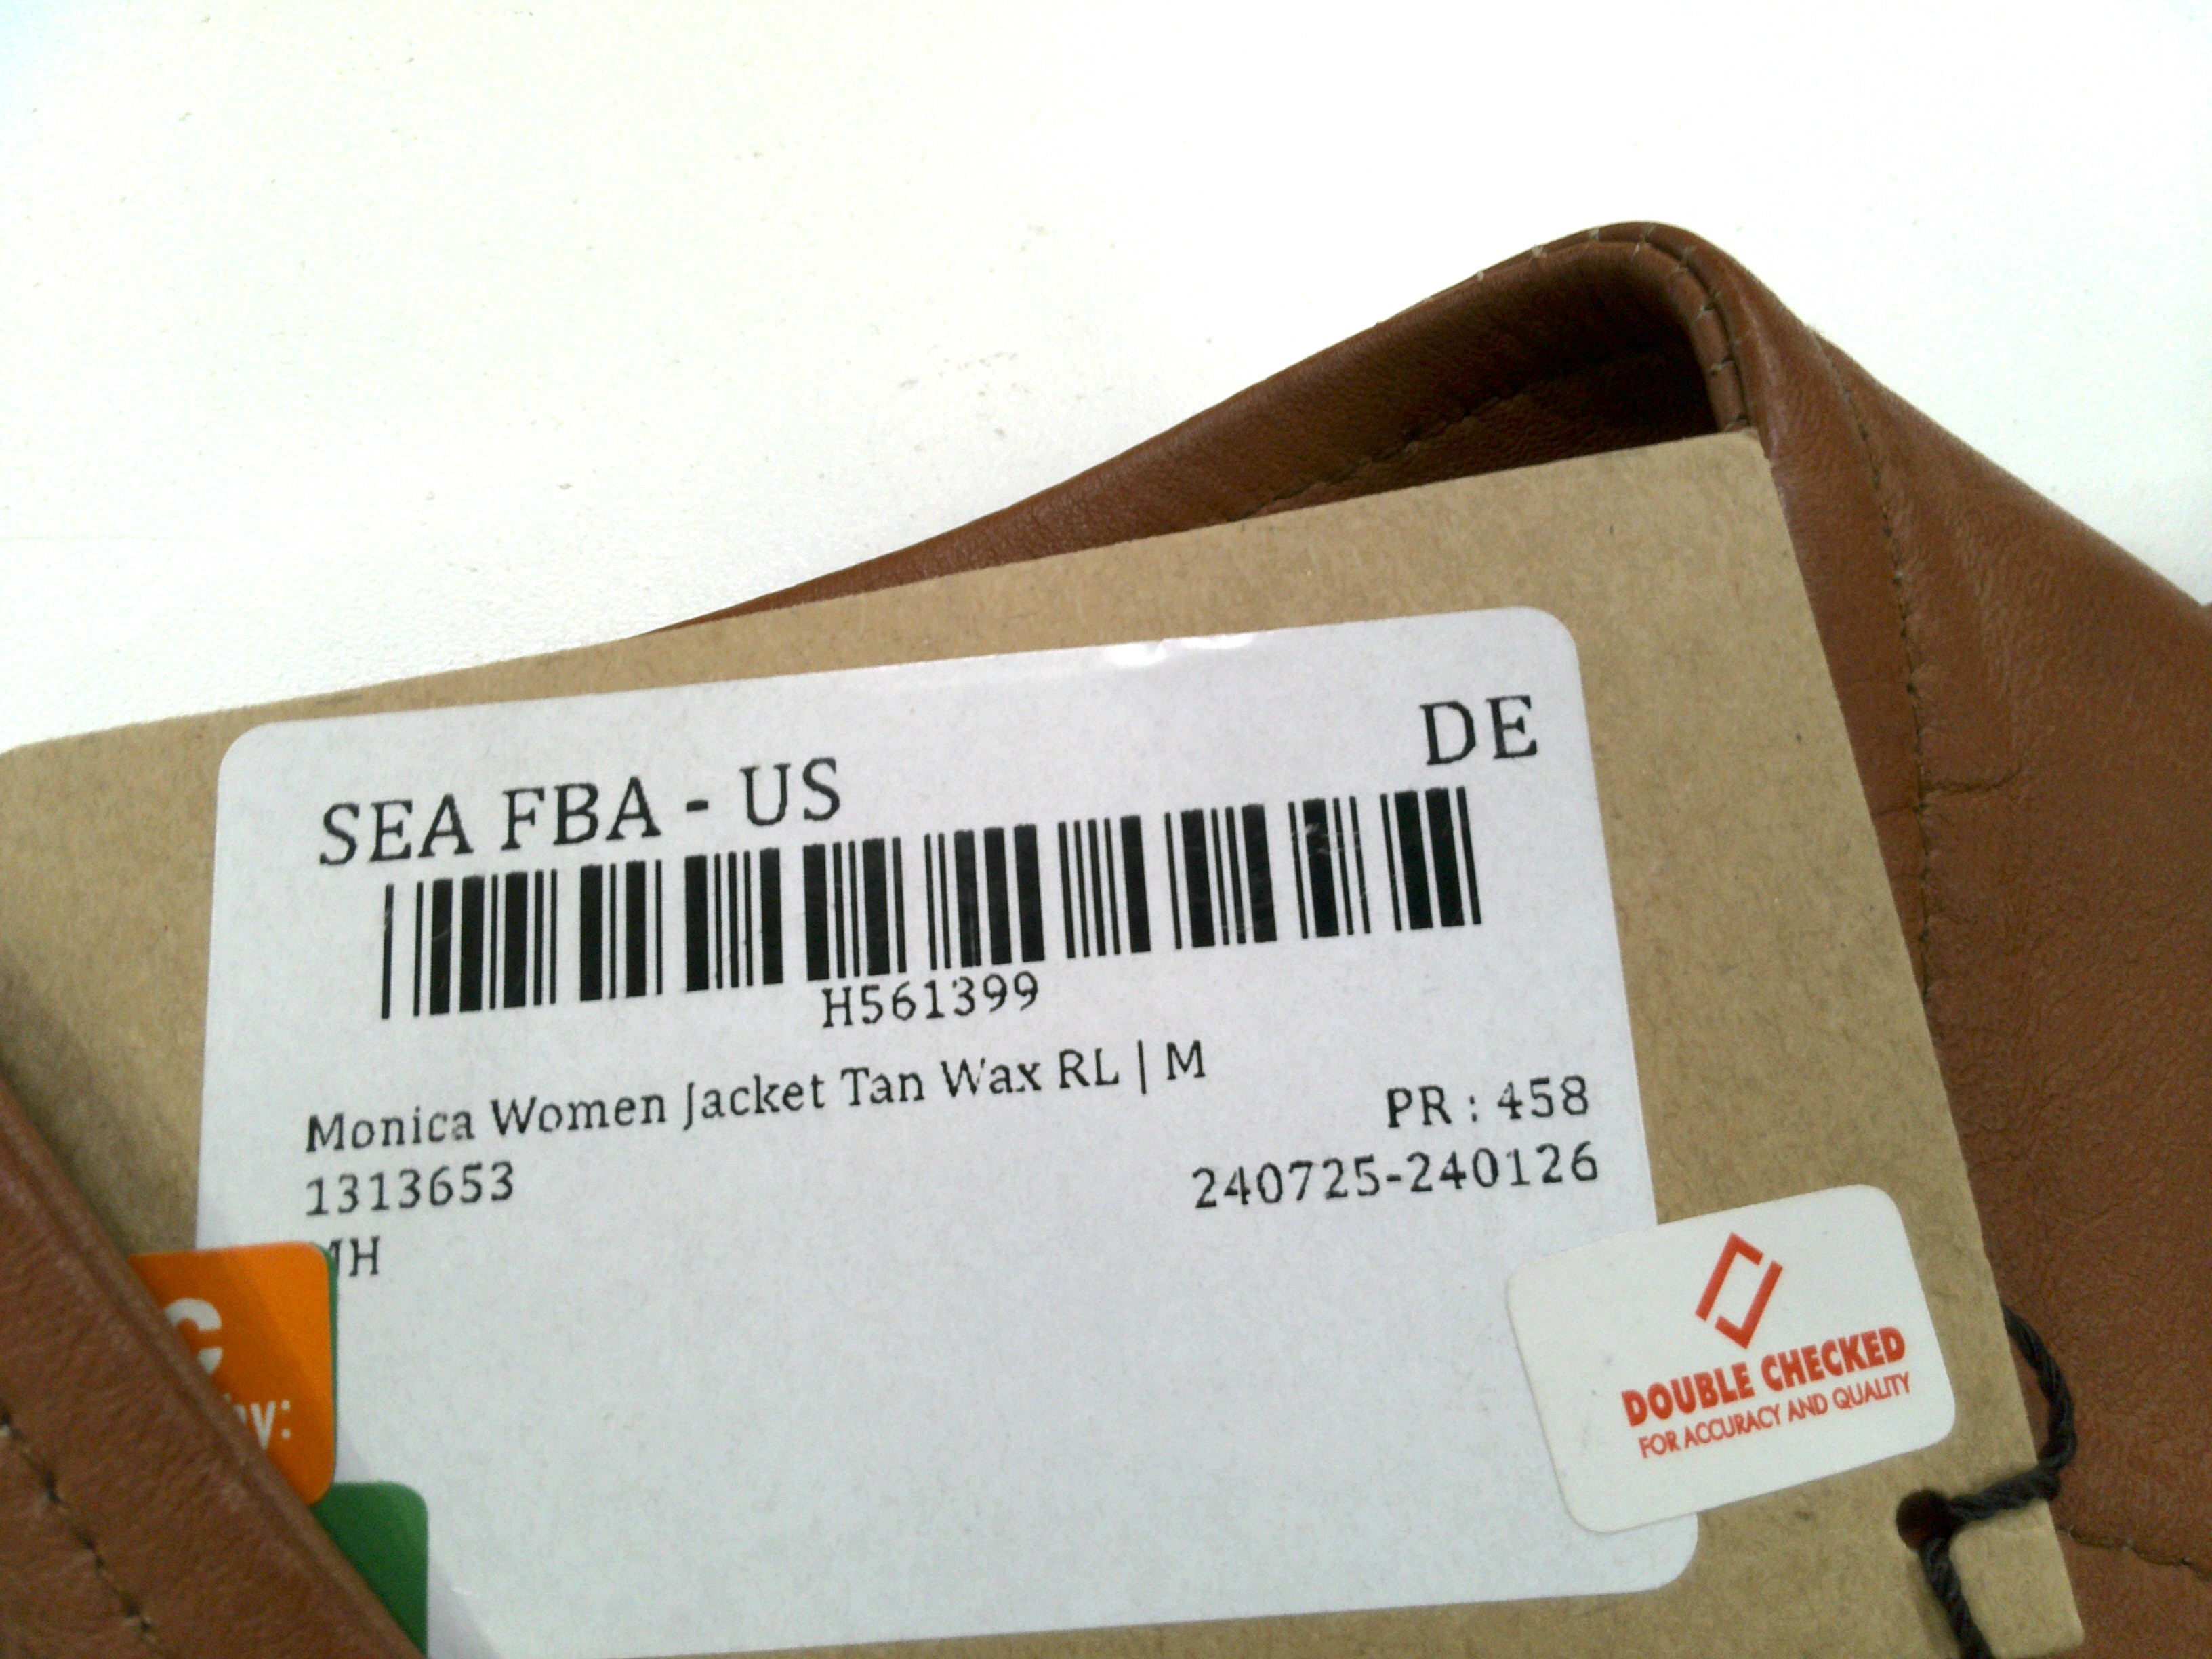 SEA FBA - US
DE
H561399
Monica Women Jacket Tan Wax RL | M
PR : 458
1313653
240725-240126
DOUBLE CHECKED
FOR ACCURACY AND QUALITY